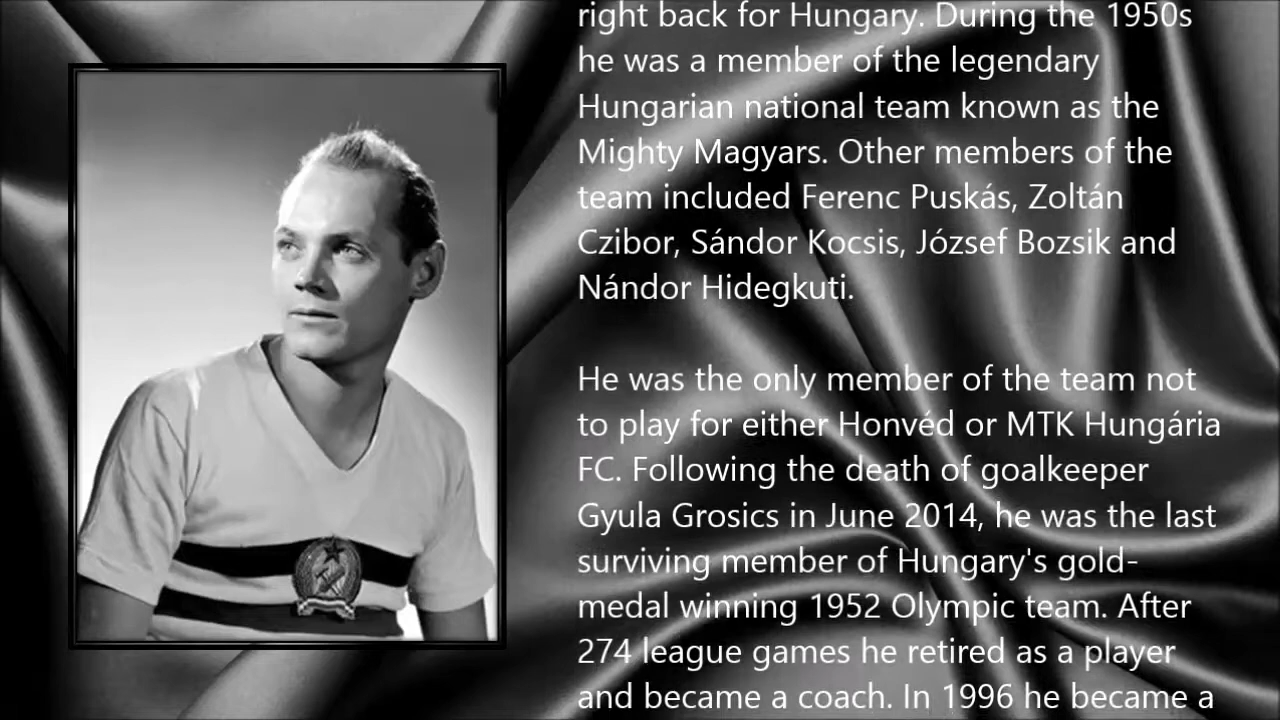 right back for Hungary. During the 1950s
he was a member of the legendary
Hungarian national team known as the
Mighty Magyars. Other members of the
team included Ferenc Puskás, Zoltán
Czibor, Sándor Kocsis, József Bozsik and
Nándor Hidegkuti.
He was the only member of the team not
to play for either Honvéd or MTK Hungária
FC. Following the death of goalkeeper
Gyula Grosics in June 2014, he was the last
surviving member of Hungary's gold-
medal winning 1952 Olympic team. After
274 league games he retired as a player
and became a coach. In 1996 he became a